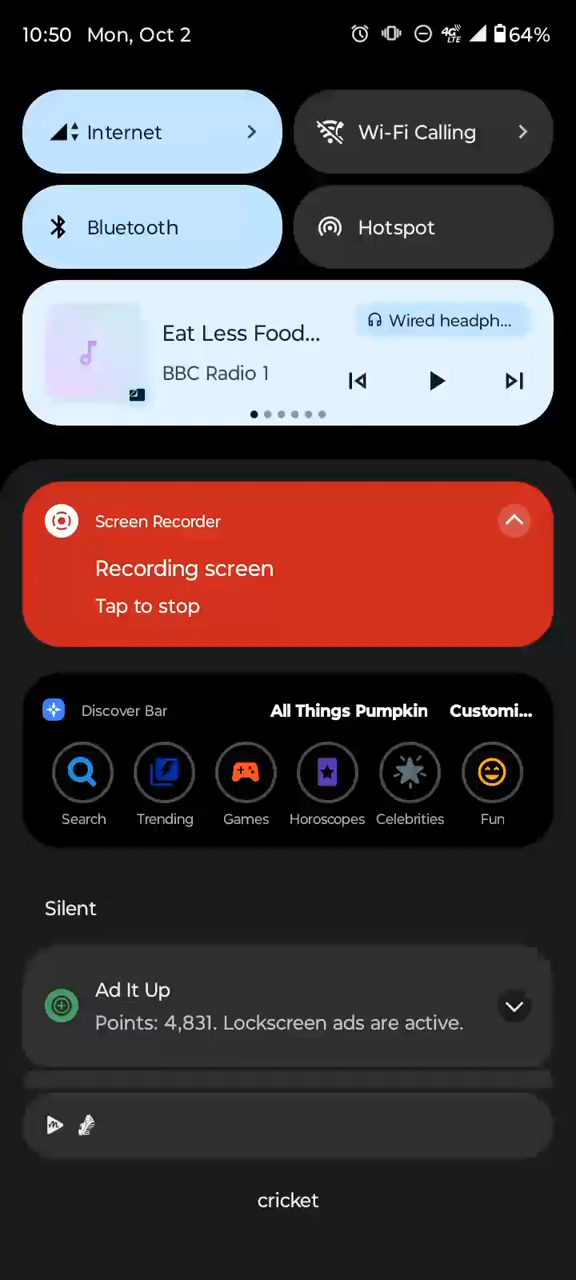 10:50 Mon, Oct 2 4G LTE 64%
Internet
Wi-Fi Calling
Bluetooth
Hotspot
Wired headph...
Eat Less Food...
BBC Radio 1
Screen Recorder
Recording screen
Tap to stop
Discover Bar All Things Pumpkin Customi...
Search Trending Games Horoscopes Celebrities Fun
Silent
Ad It Up
Points: 4,831. Lockscreen ads are active.
cricket